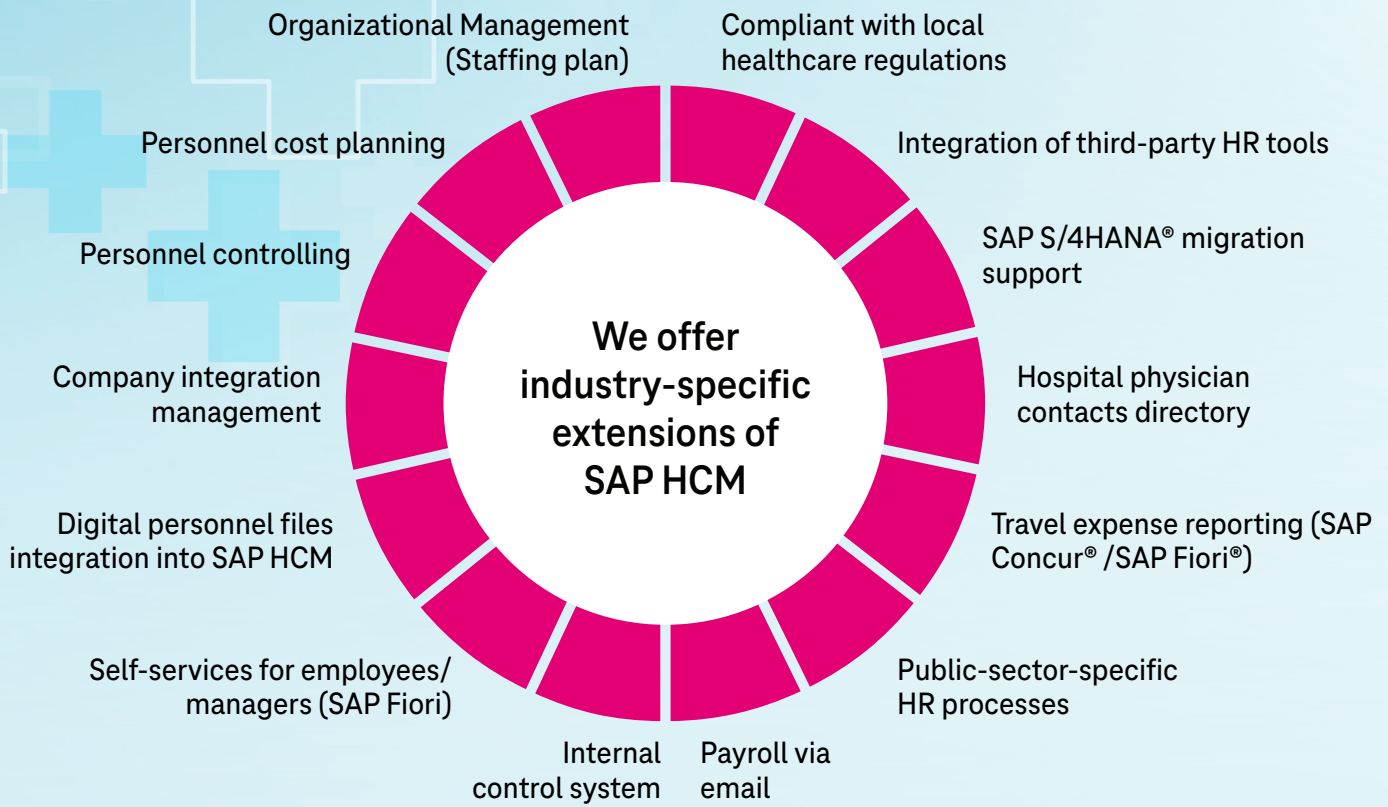 Organizational Management
(Staffing plan)
Compliant with local
healthcare regulations
Personnel cost planning
Integration of third-party HR tools
Personnel controlling
SAP S/4HANA® migration
support
We offer
industry-specific
extensions of
SAP HCM
Company integration
management
Hospital physician
contacts directory
Digital personnel files
integration into SAP HCM
Travel expense reporting (SAP
Concur® /SAP Fiori®)
Self-services for employees/
managers (SAP Fiori)
Public-sector-specific
HR processes
Internal
control system
Payroll via
email